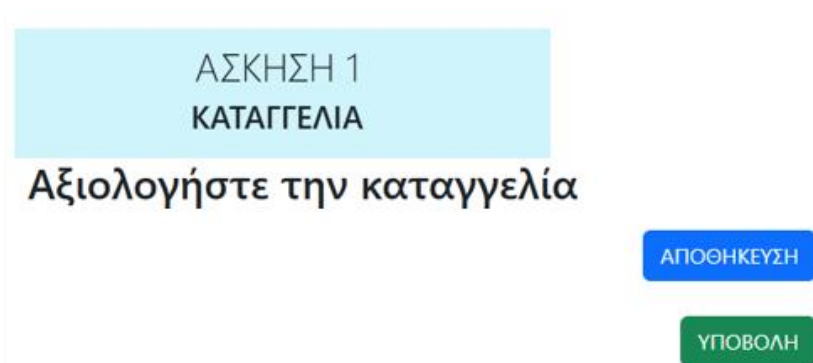 ΑΣΚΗΣΗ 1
ΚΑΤΑΓΓΕΛΙΑ
Αξιολογήστε την καταγγελία
ΑΠΟΘΗΚΕΥΣΗ
ΥΠΟΒΟΛΗ